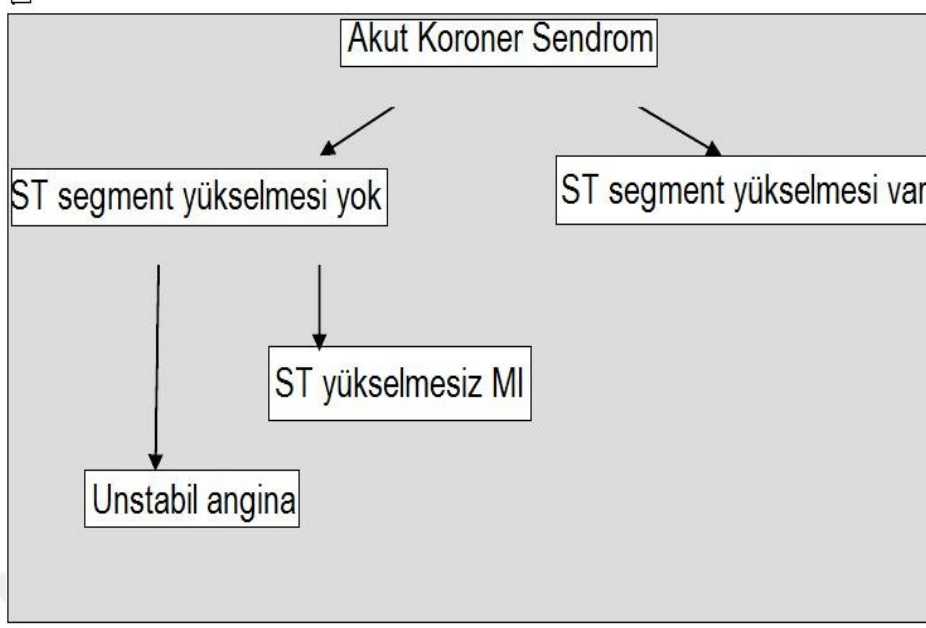 Akut Koroner Sendrom
ST segment yükselmesi yok
ST segment yükselmesi var
ST yükselmesiz MI
Unstabil angina